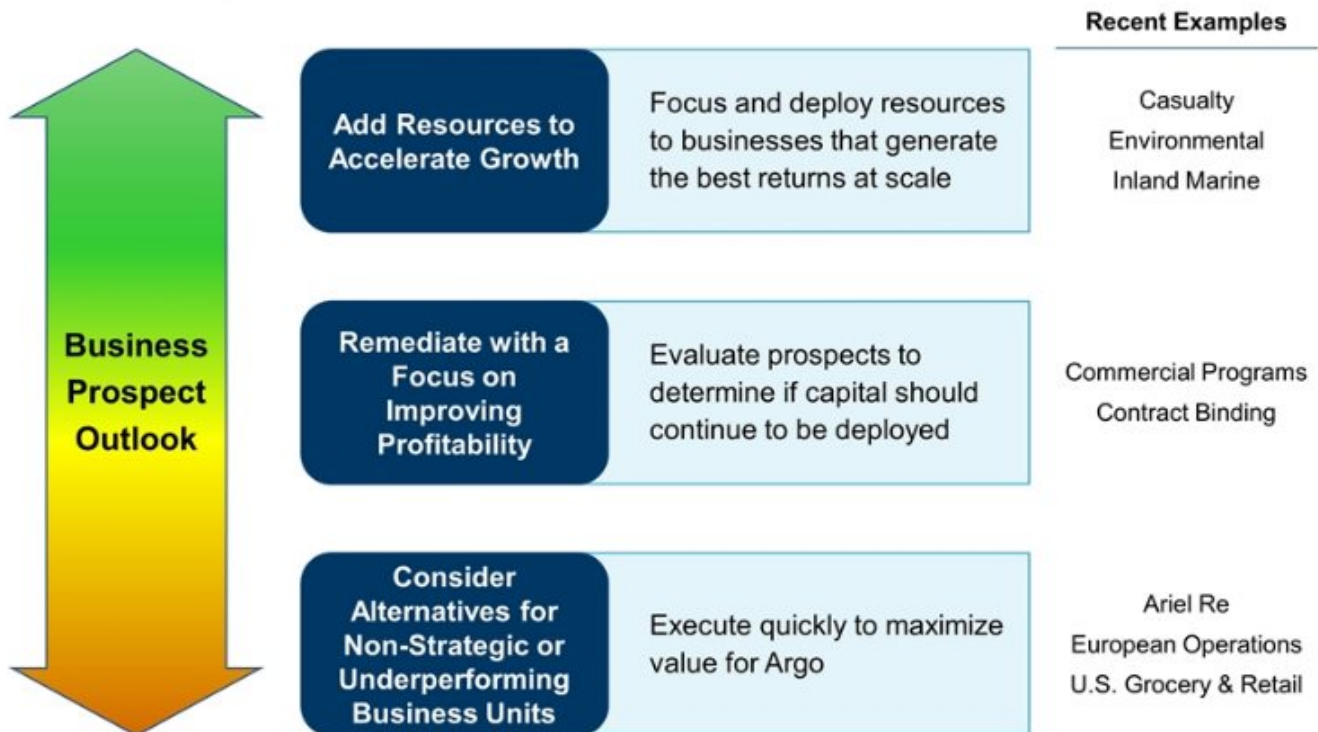 Recent Examples
Business
Prospect
Outlook
Add Resources to
Accelerate Growth
Focus and deploy resources
to businesses that generate
the best returns at scale
Casualty
Environmental
Inland Marine
Remediate with a
Focus on
Improving
Profitability
Evaluate prospects to
determine if capital should
continue to be deployed
Commercial Programs
Contract Binding
Consider
Alternatives for
Non-Strategic or
Underperforming
Business Units
Execute quickly to maximize
value for Argo
Ariel Re
European Operations
U.S. Grocery & Retail